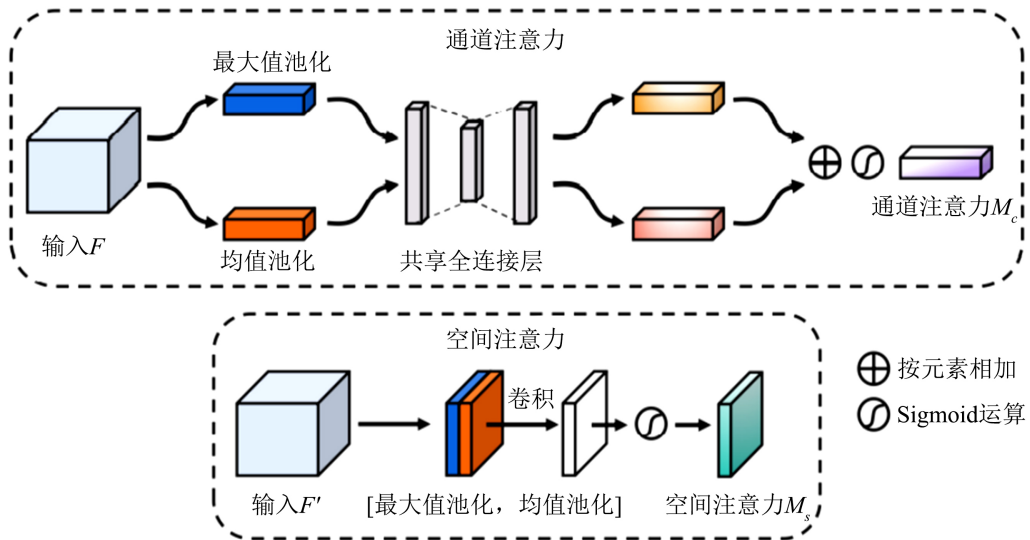 通道注意力
最大值池化
输入F
均值池化
共享全连接层
通道注意力Mc
空间注意力
卷积
输入F′
[最大值池化，均值池化]
空间注意力Ms
按元素相加
Sigmoid运算